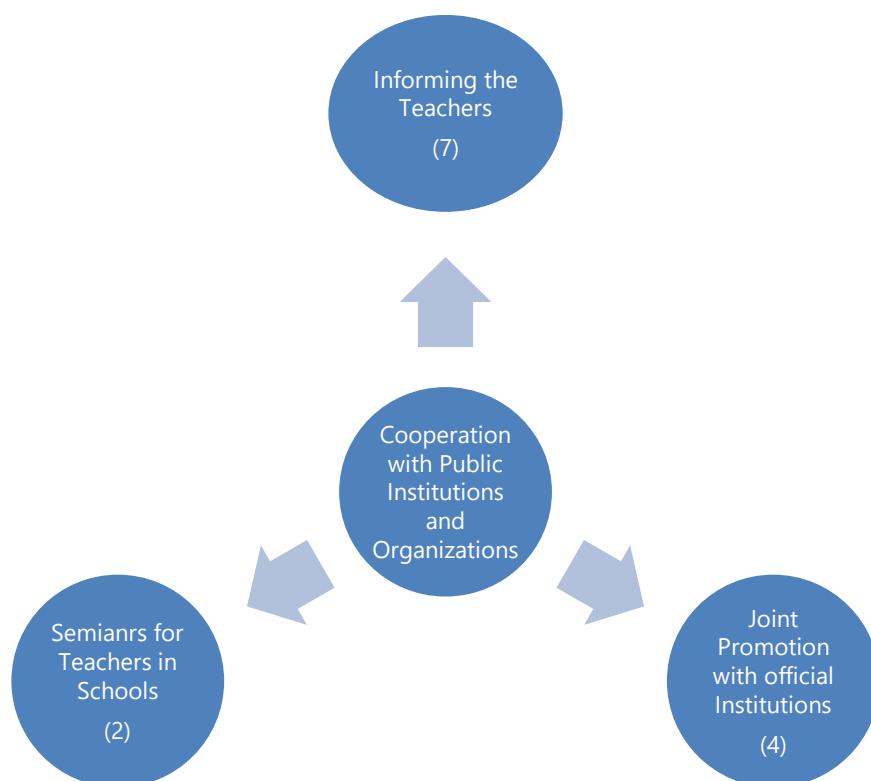 Informing the
Teachers
(7)
Cooperation
with Public
Institutions
and
Organizations
Semianrs for
Teachers in
Schools
(2)
Joint
Promotion
with official
Institutions
(4)